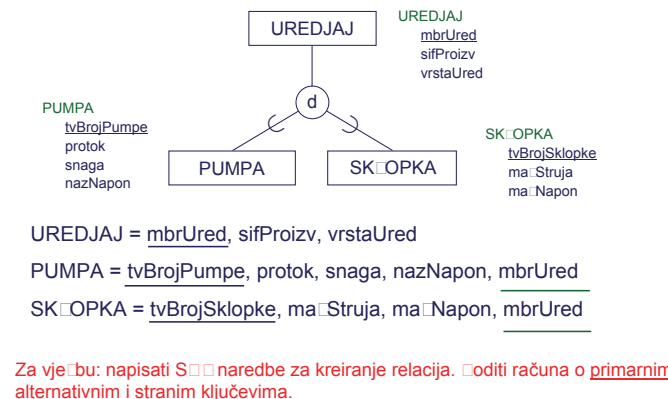 UREDJAJ
UREDJAJ
mbrUred
sifProizv
vrstaUred
d
PUMPA
tvBrojPumpe
protok
snaga
nazNapon
PUMPA
SK□OPKA
SK□OPKA
tvBrojSklopke
ma□Struja
ma□Napon
UREDJAJ = mbrUred, sifProizv, vrstaUred
PUMPA = tvBrojPumpe, protok, snaga, nazNapon, mbrUred
SK□OPKA = tvBrojSklopke, ma□Struja, ma□Napon, mbrUred
Za vje□bu: napisati S□□ naredbe za kreiranje relacija. □oditi računa o primarnim
alternativnim i stranim ključevima.